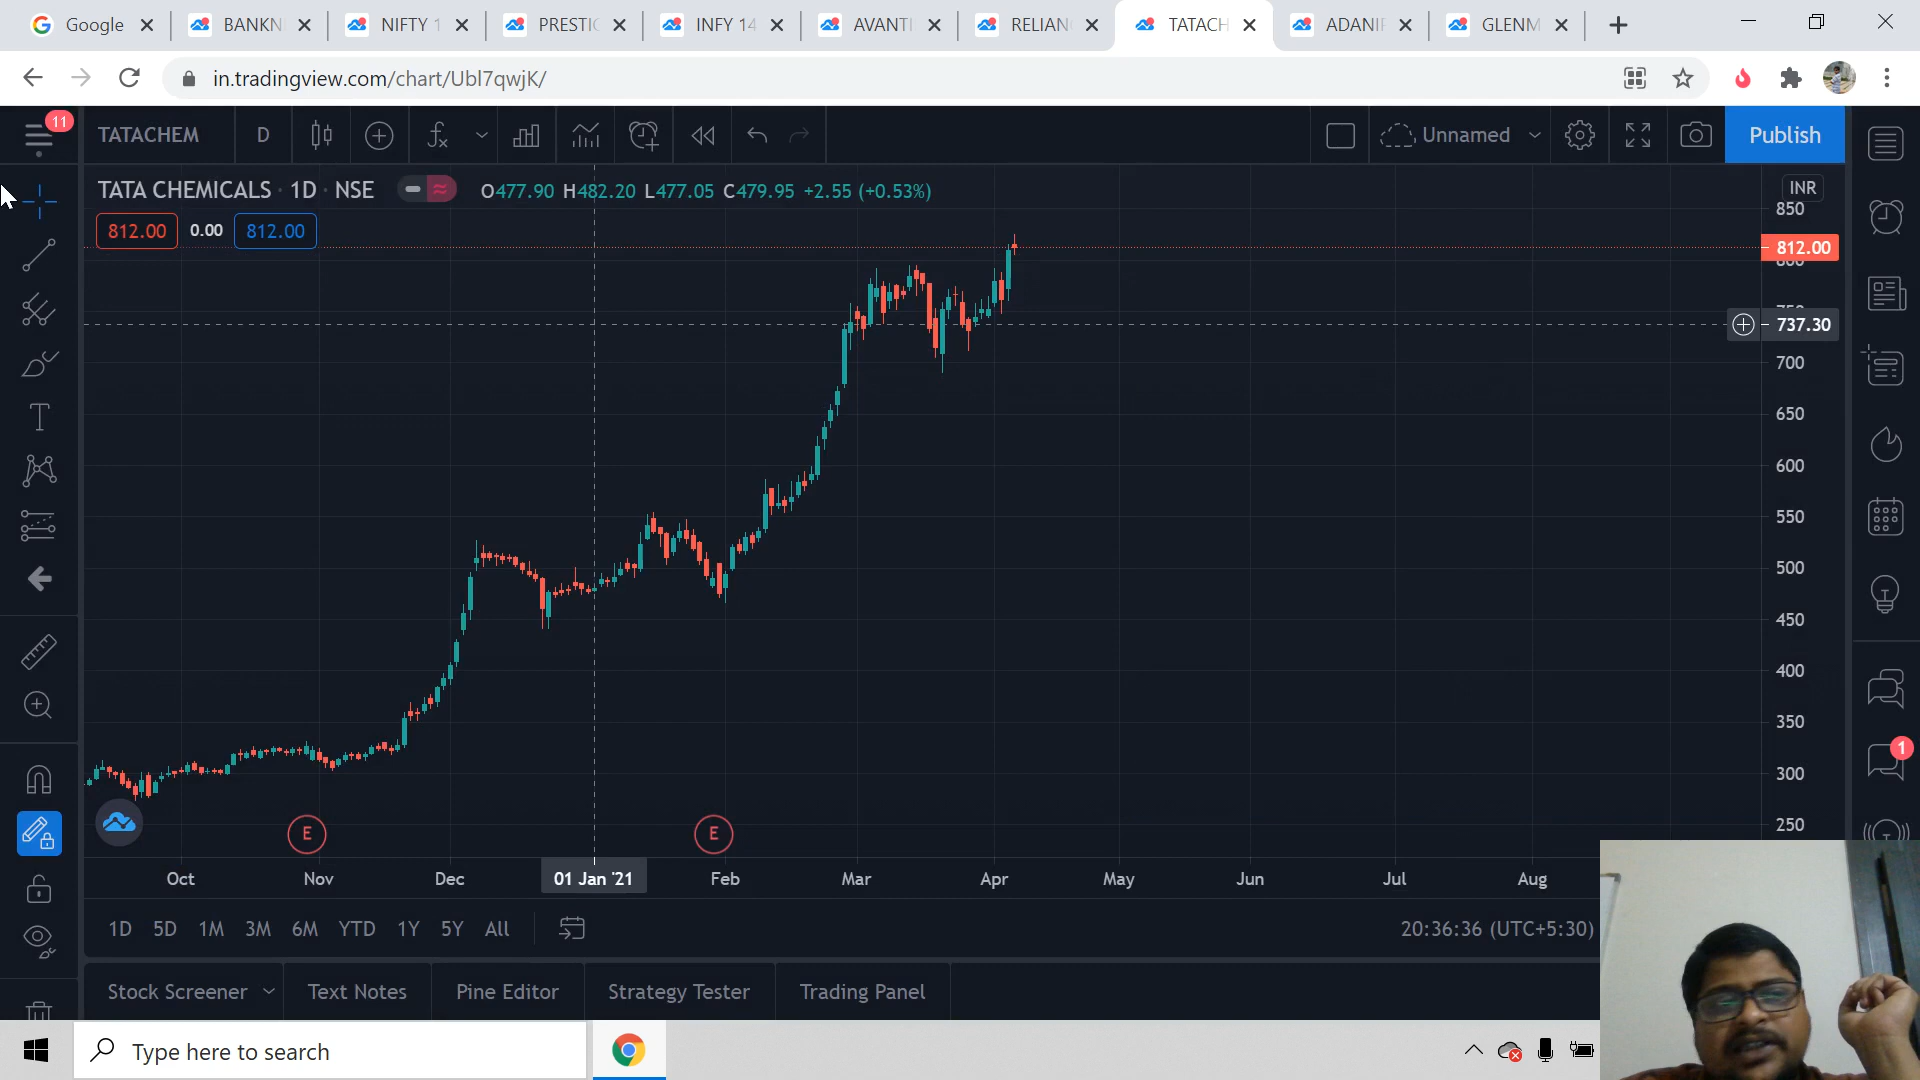 Google
BANKN
NIFTY 1
PRESTIG
INFY 14
AVANTI
RELIANC
TATACH
ADANIP
GLENM
in.tradingview.com/chart/Ubl7qwjK/
11
TATACHEM
D
Unnamed
Publish
TATA CHEMICALS · 1D · NSE
O477.90 H482.20 L477.05 C479.95 +2.55 (+0.53%)
INR
812.00 0.00 812.00
850
812.00
800
750
737.30
700
650
600
550
500
450
400
350
300
250
1
E
E
Oct Nov Dec 01 Jan '21 Feb Mar Apr May Jun Jul Aug
1D 5D 1M 3M 6M YTD 1Y 5Y All
20:36:36 (UTC+5:30)
Stock Screener Text Notes Pine Editor Strategy Tester Trading Panel
Type here to search